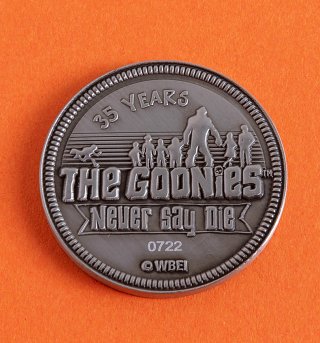 35 YEARS
THE GOONIES™
Never Say Die
0722
©WBEI